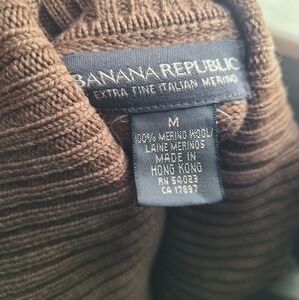 BANANA REPUBLIC
EXTRA FINE ITALIAN MERINO
M
100% MERINO WOOL/
LAINE MERINOS
MADE IN
HONG KONG
RN 54023
CA 17897